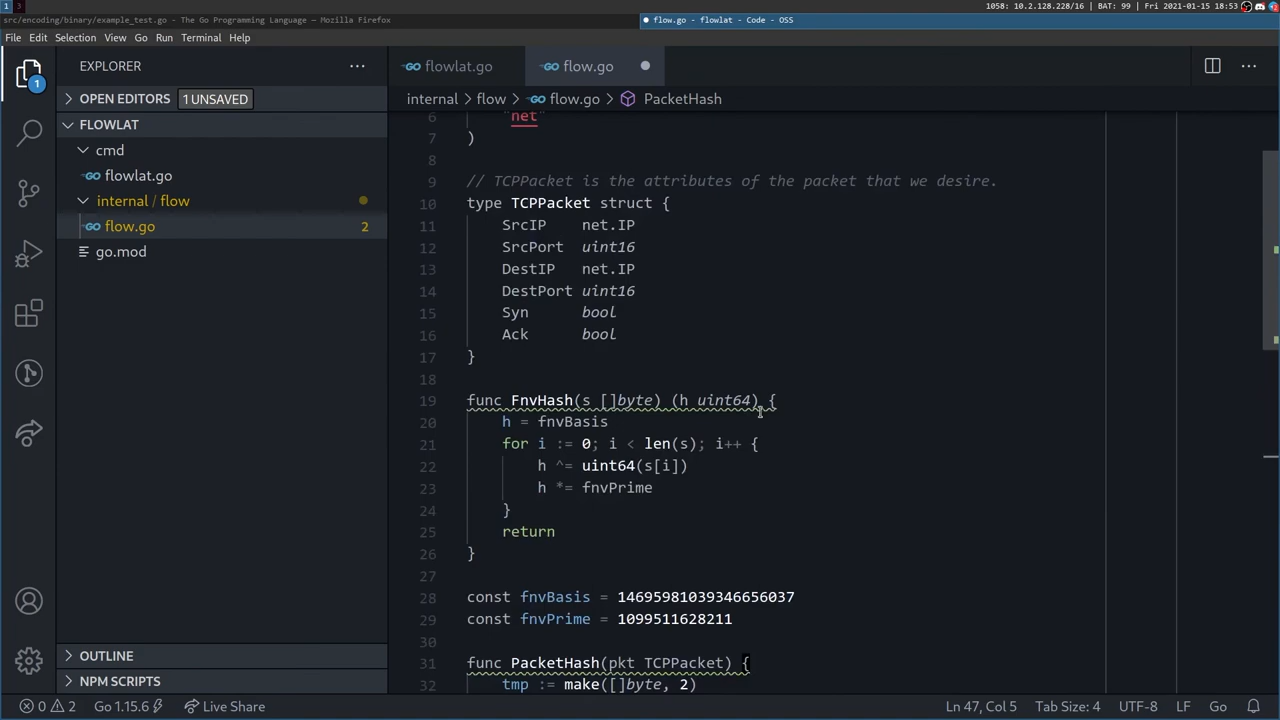 1 3
1058: 10.2.128.228/16 | BAT: 99 | Fri 2021-01-15 18:53
src/encoding/binary/example_test.go - The Go Programming Language — Mozilla Firefox
flow.go - flowlat - Code - OSS
File Edit Selection View Go Run Terminal Help
1
EXPLORER
OPEN EDITORS 1 UNSAVED
FLOWLAT
cmd
flowlat.go
internal / flow
flow.go 2
go.mod
OUTLINE
NPM SCRIPTS
flowlat.go flow.go
internal > flow > flow.go > PacketHash
6 "net"
7 )
8
9 // TCPPacket is the attributes of the packet that we desire.
10 type TCPPacket struct {
11 SrcIP net.IP
12 SrcPort uint16
13 DestIP net.IP
14 DestPort uint16
15 Syn bool
16 Ack bool
17 }
18
19 func FnvHash(s []byte) (h uint64) {
20 h = fnvBasis
21 for i := 0; i < len(s); i++ {
22 h ^= uint64(s[i])
23 h *= fnvPrime
24 }
25 return
26 }
27
28 const fnvBasis = 14695981039346656037
29 const fnvPrime = 1099511628211
30
31 func PacketHash(pkt TCPPacket) {
32 tmp := make([]byte, 2)
0 2 Go 1.15.6 Live Share Ln 47, Col 5 Tab Size: 4 UTF-8 LF Go